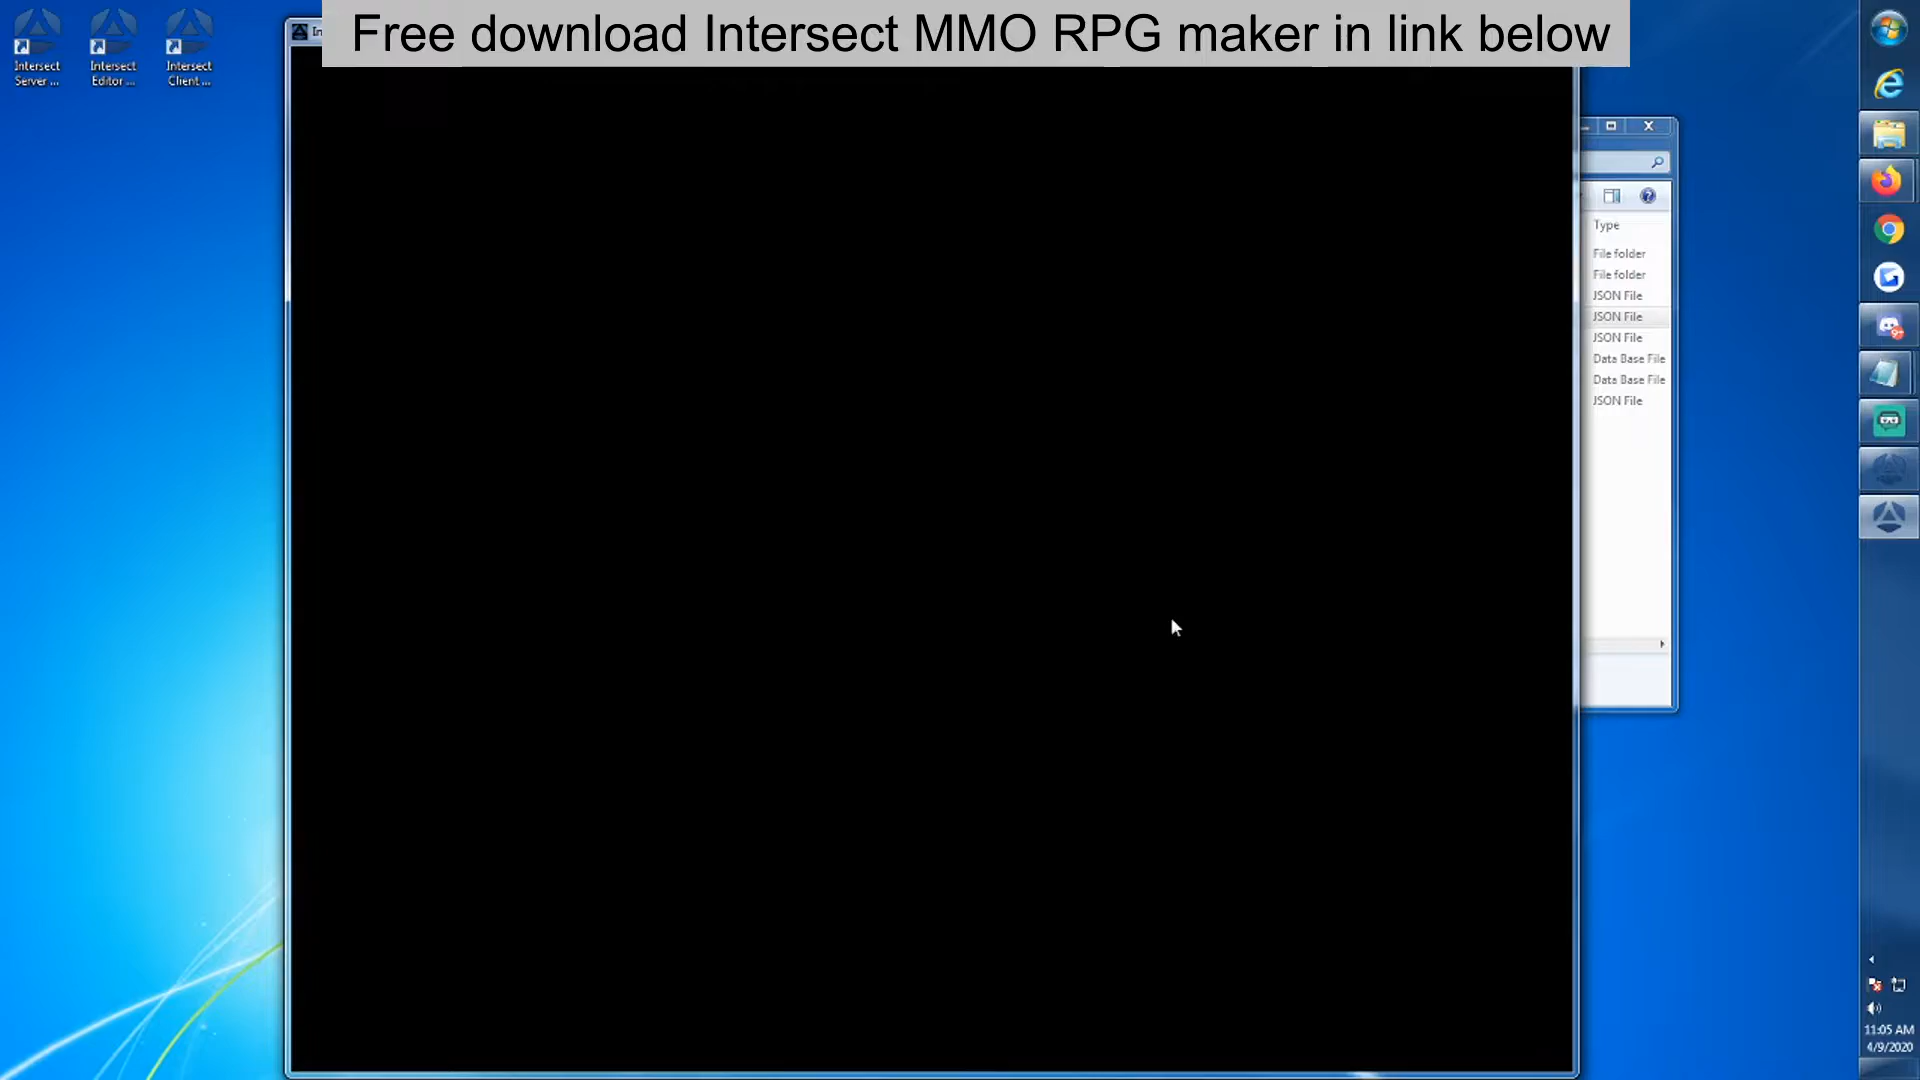 Free download Intersect MMO RPG maker in link below
Intersect
Server ...
Intersect
Editor ...
Intersect
Client ...
Type
File folder
File folder
JSON File
JSON File
JSON File
Data Base File
Data Base File
JSON File
9+
11:05 AM
4/9/2020